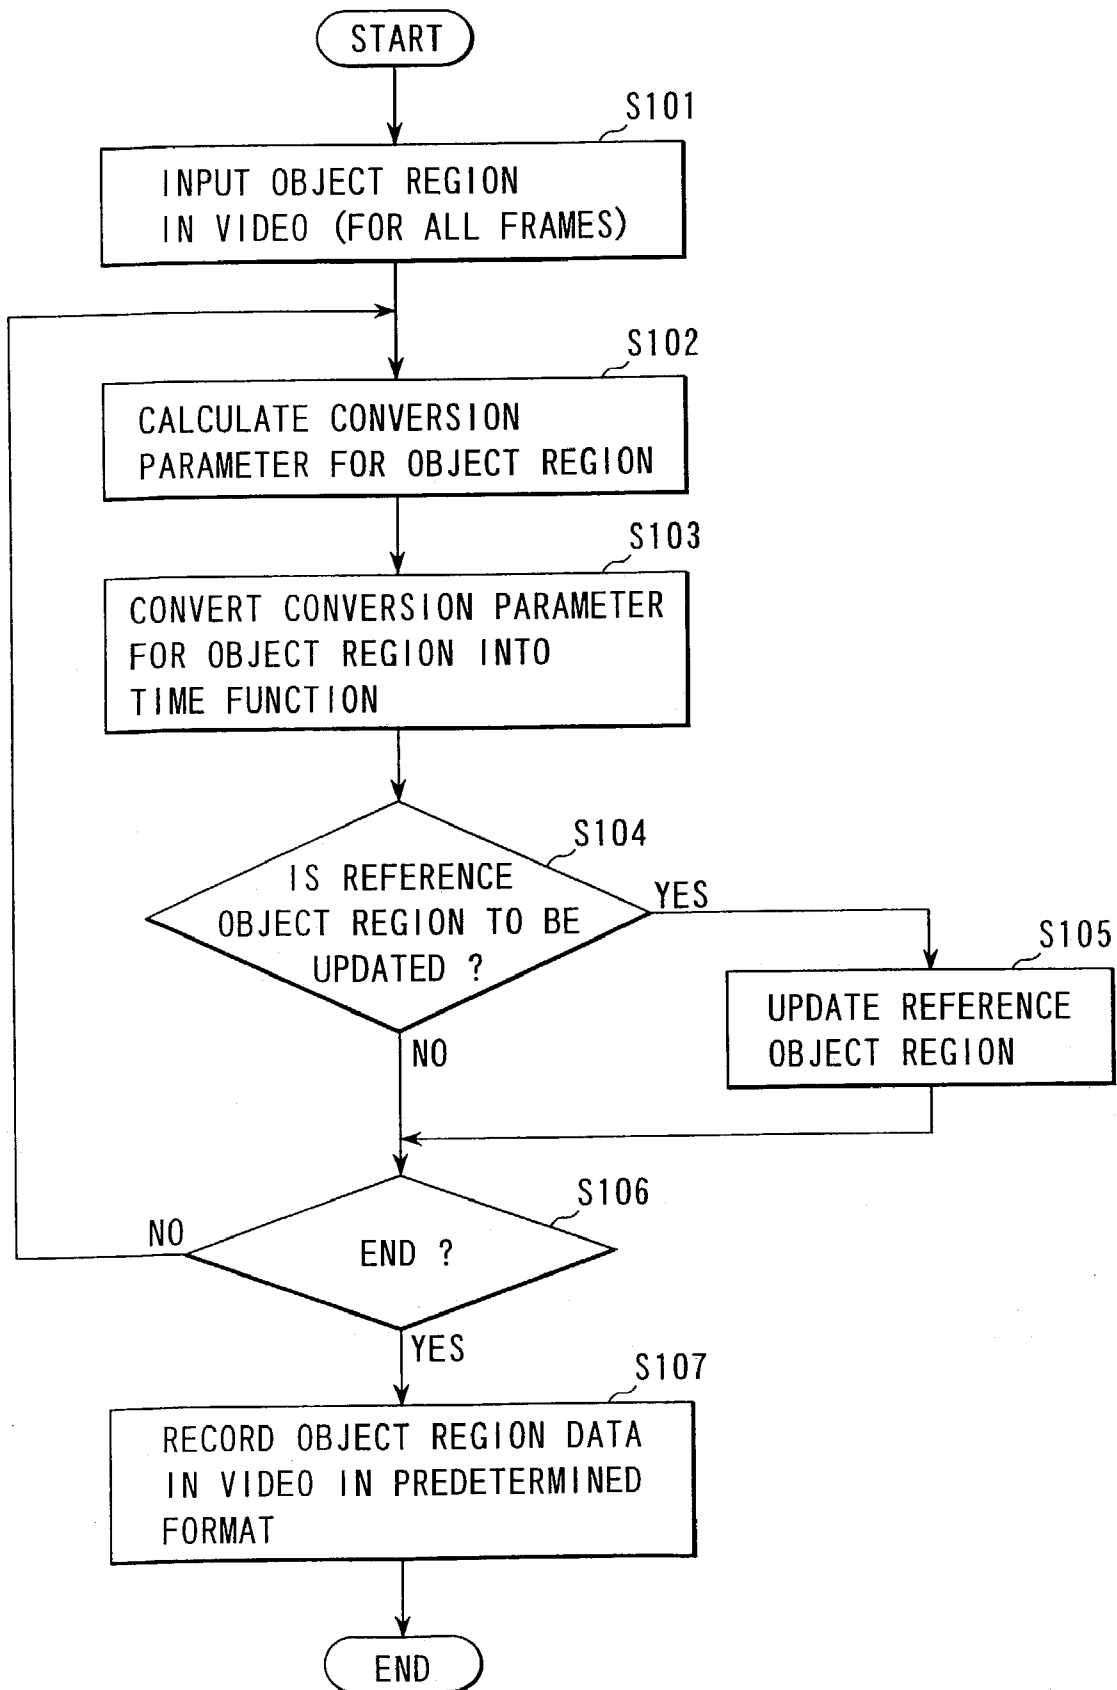 START
S101
INPUT OBJECT REGION
IN VIDEO (FOR ALL FRAMES)
S102
CALCULATE CONVERSION
PARAMETER FOR OBJECT REGION
S103
CONVERT CONVERSION PARAMETER
FOR OBJECT REGION INTO
TIME FUNCTION
S104
IS REFERENCE
OBJECT REGION TO BE
UPDATED ?
YES
S105
UPDATE REFERENCE
OBJECT REGION
NO
S106
NO
END ?
YES
S107
RECORD OBJECT REGION DATA
IN VIDEO IN PREDETERMINED
FORMAT
END